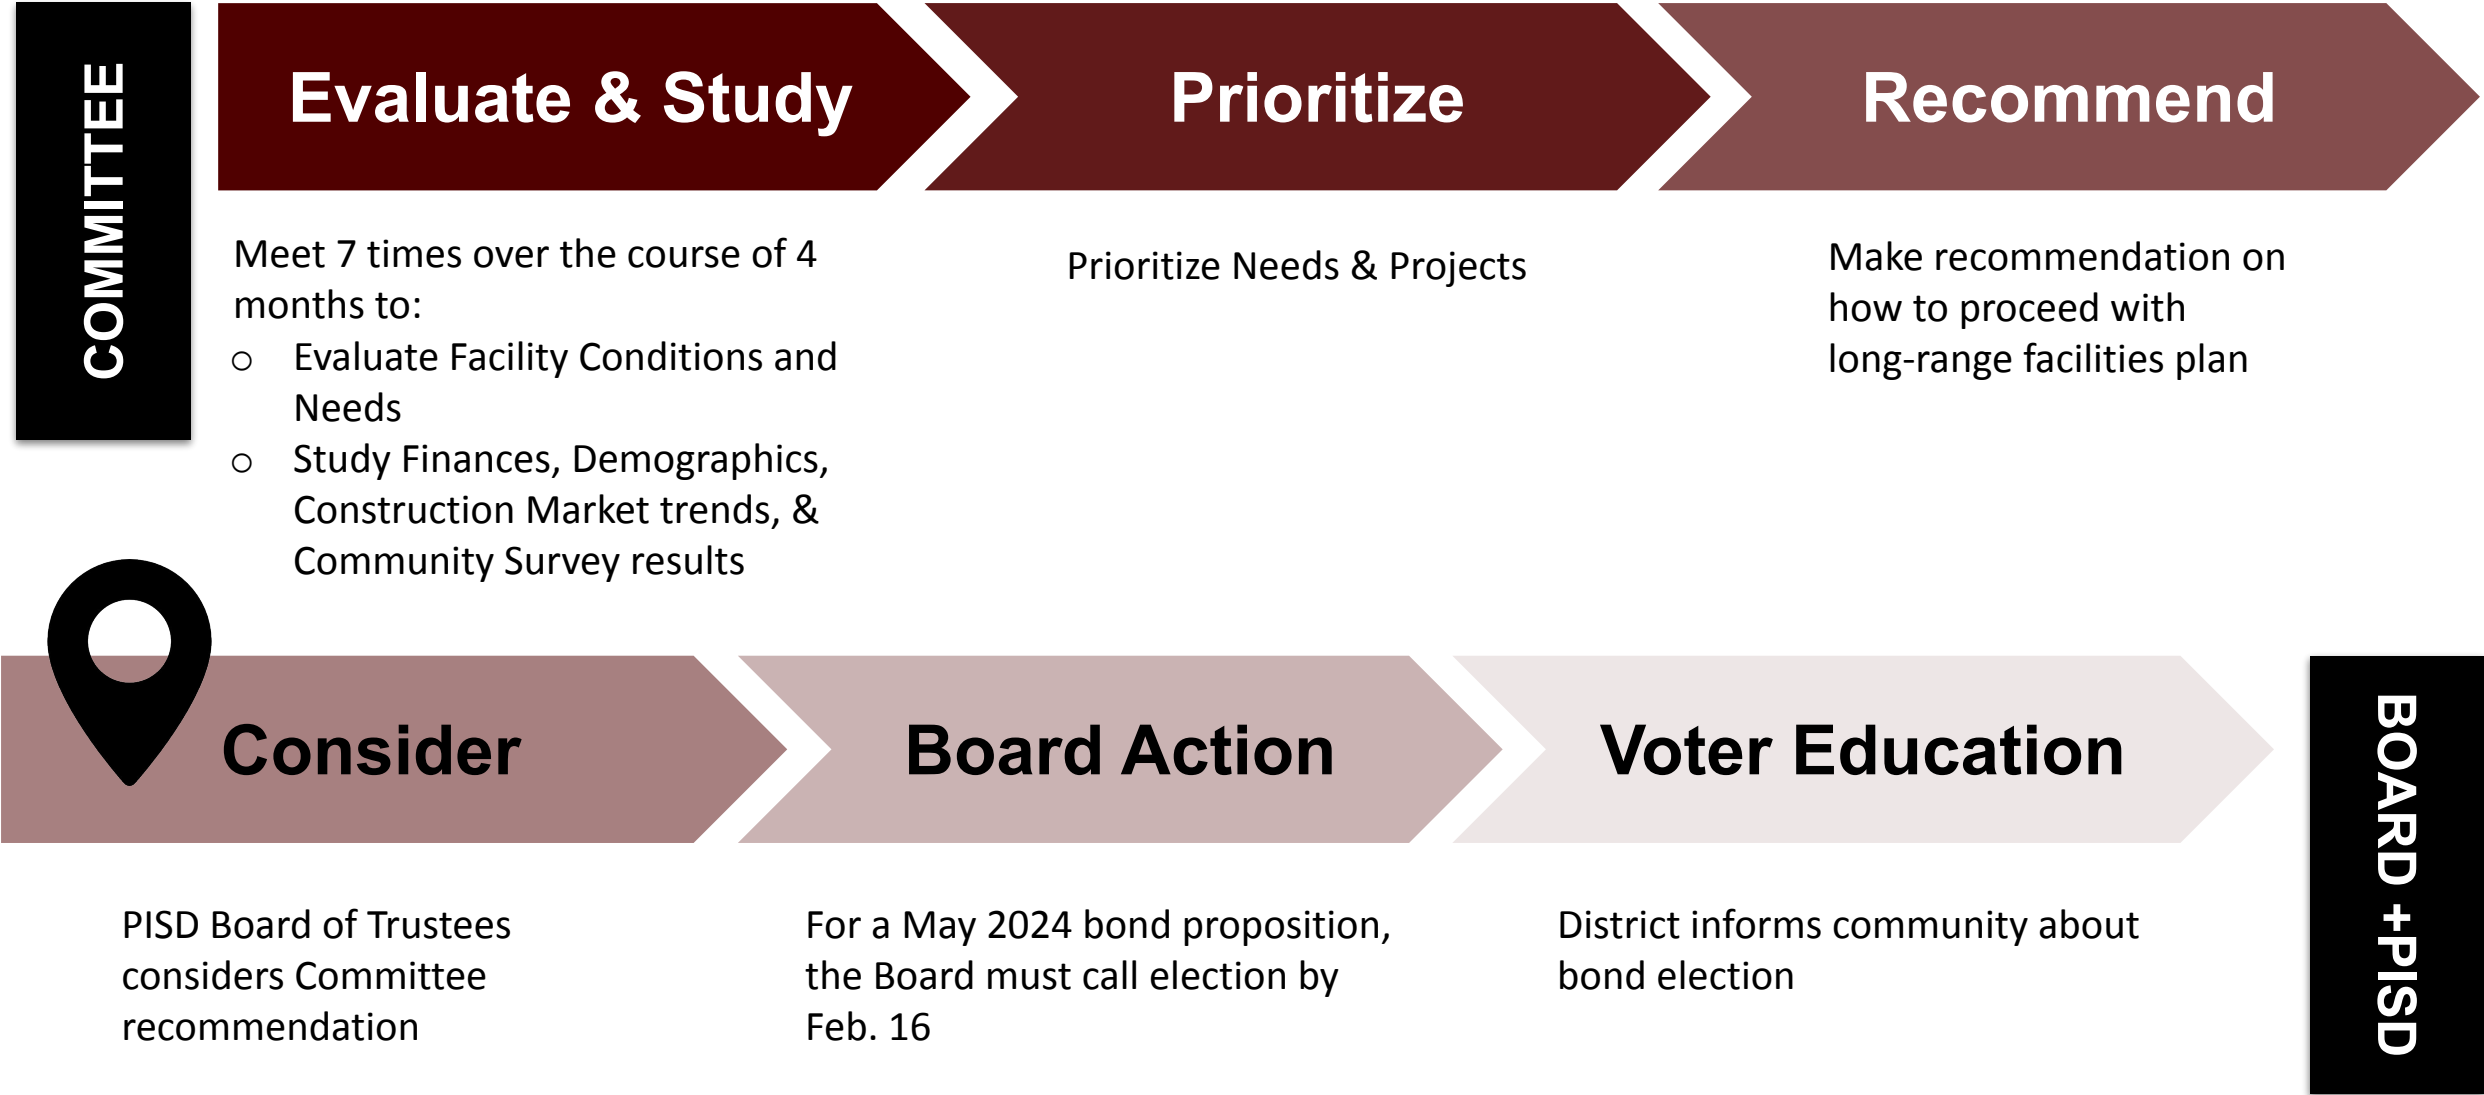 COMMITTEE
Evaluate & Study
Prioritize
Recommend
Meet 7 times over the course of 4
months to:
o Evaluate Facility Conditions and
Needs
o Study Finances, Demographics,
Construction Market trends, &
Community Survey results
Prioritize Needs & Projects
Make recommendation on
how to proceed with
long-range facilities plan
Consider
Board Action
Voter Education
BOARD +PISD
PISD Board of Trustees
considers Committee
recommendation
For a May 2024 bond proposition,
the Board must call election by
Feb. 16
District informs community about
bond election